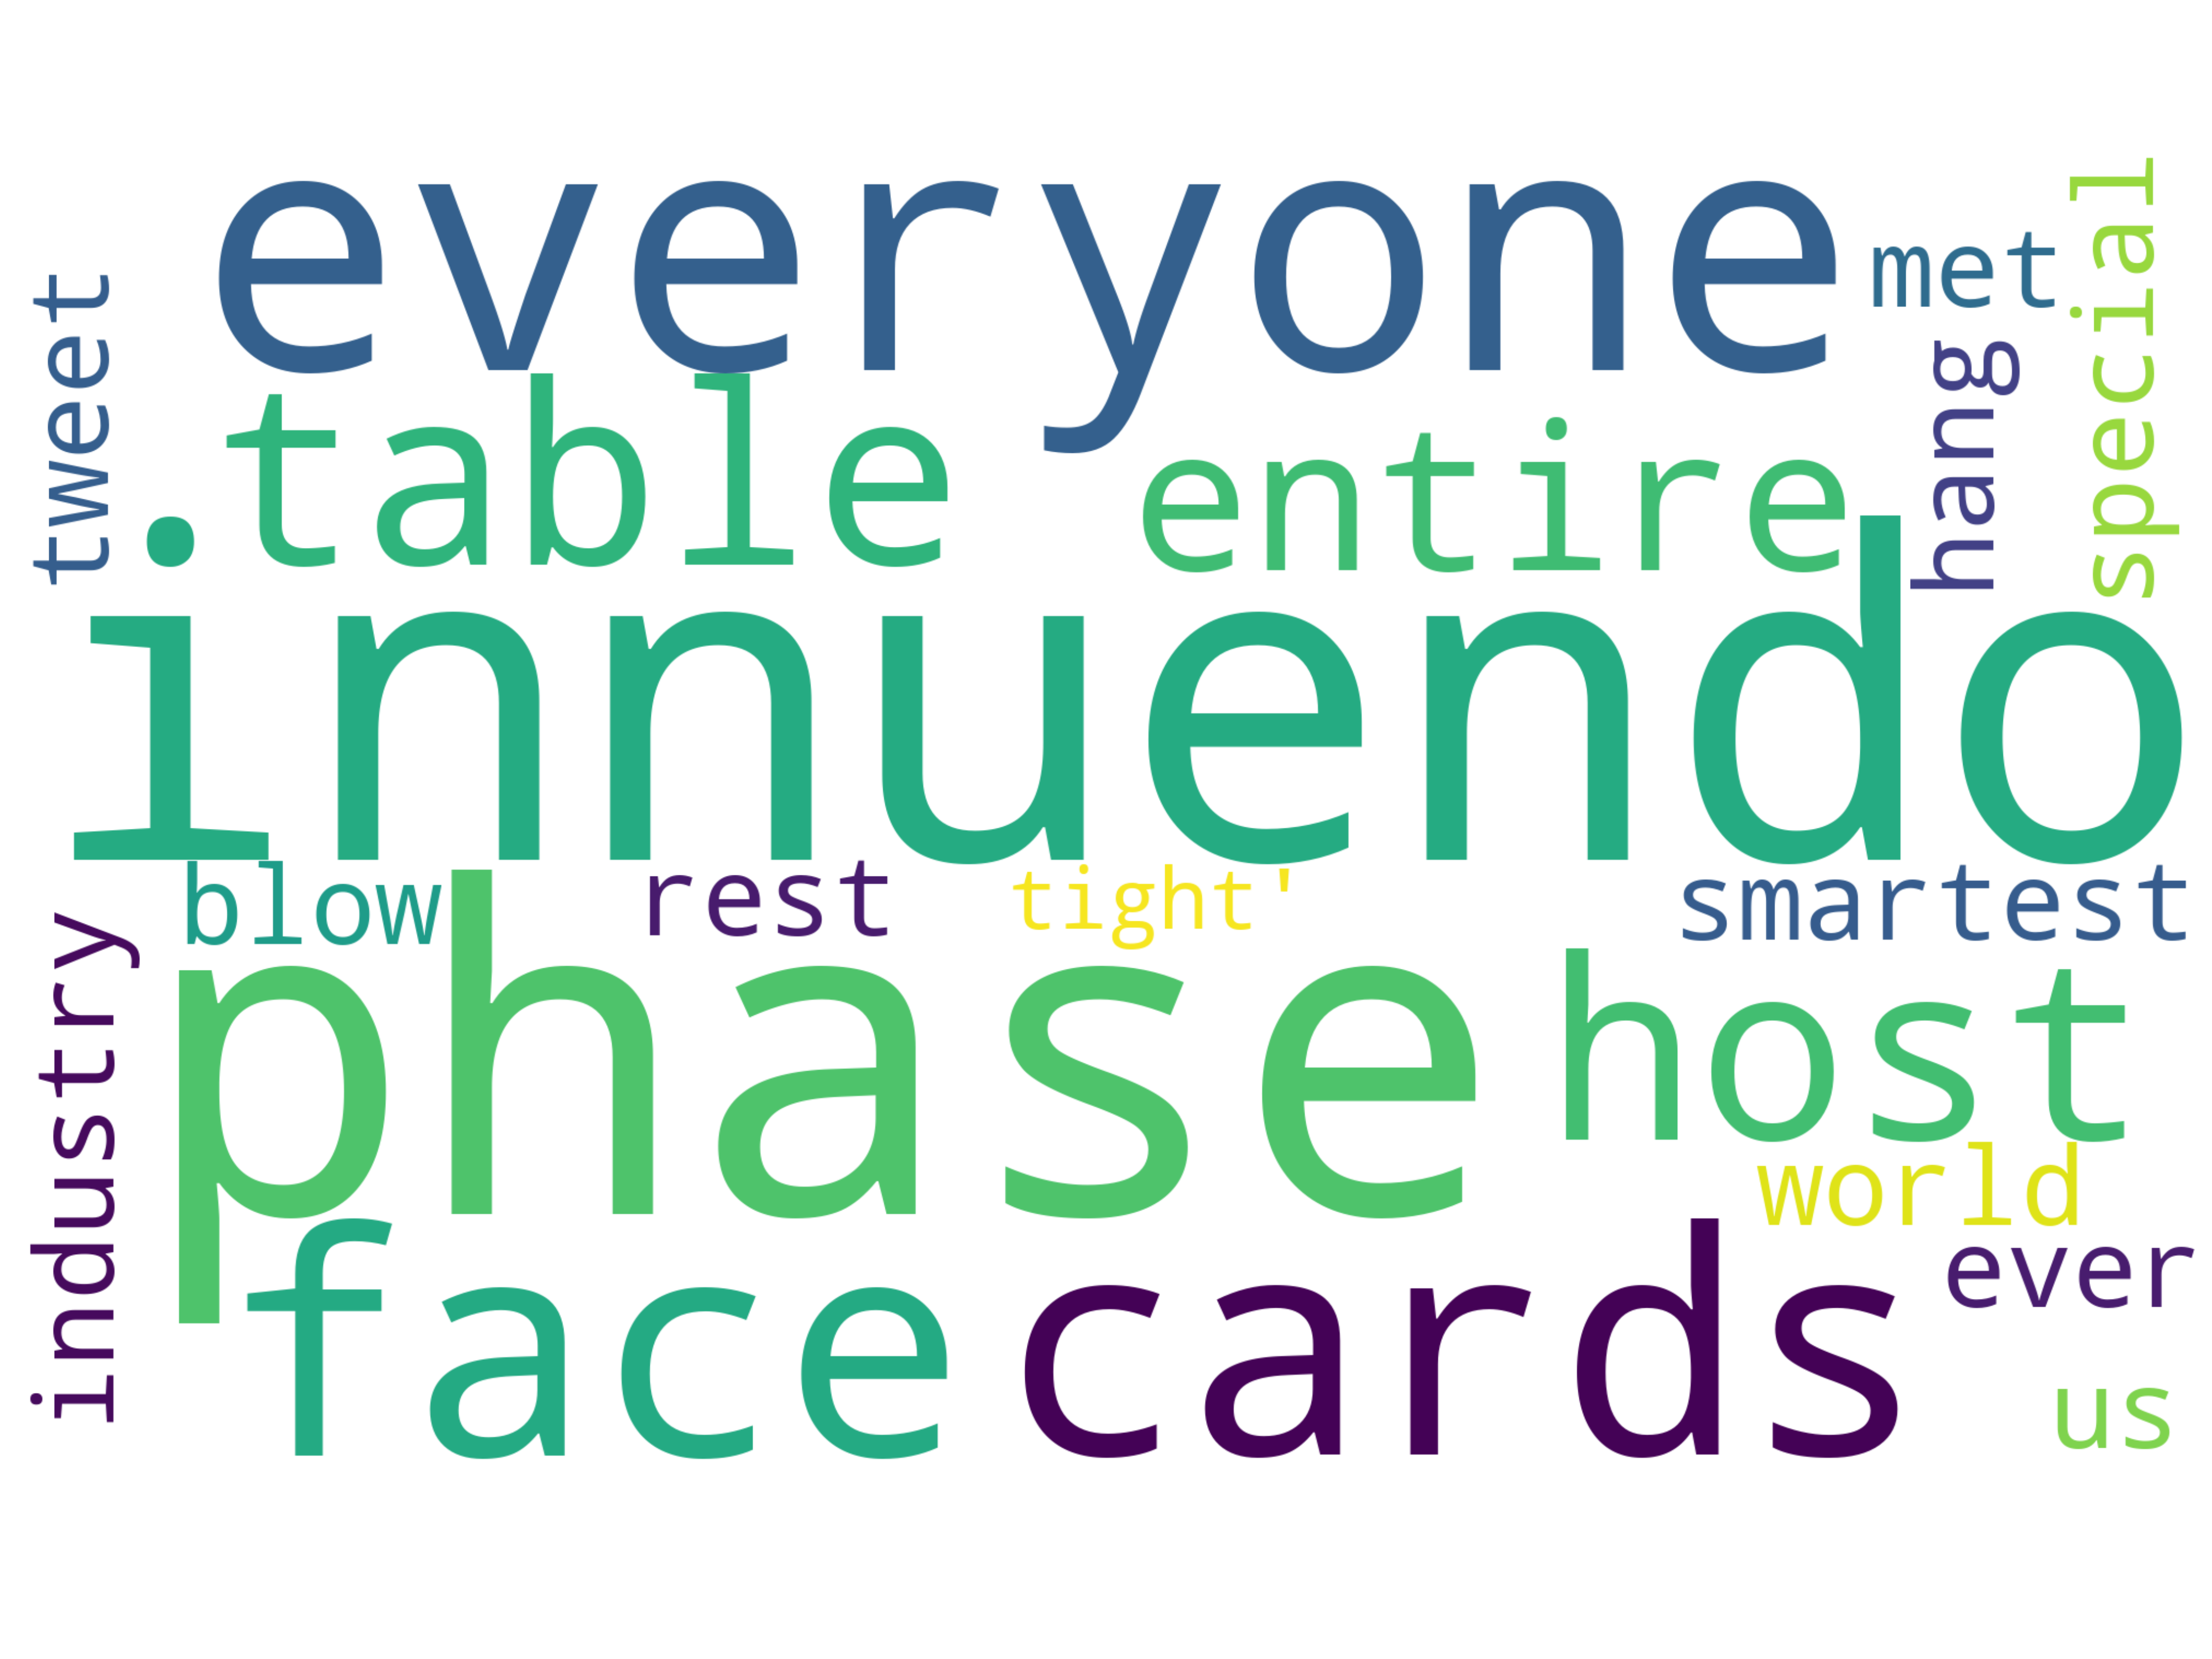 everyone
met
special
tweet
hang
table
entire
innuendo
blow
rest
tight'
smartest
industry
phase
host
world
ever
face
cards
us